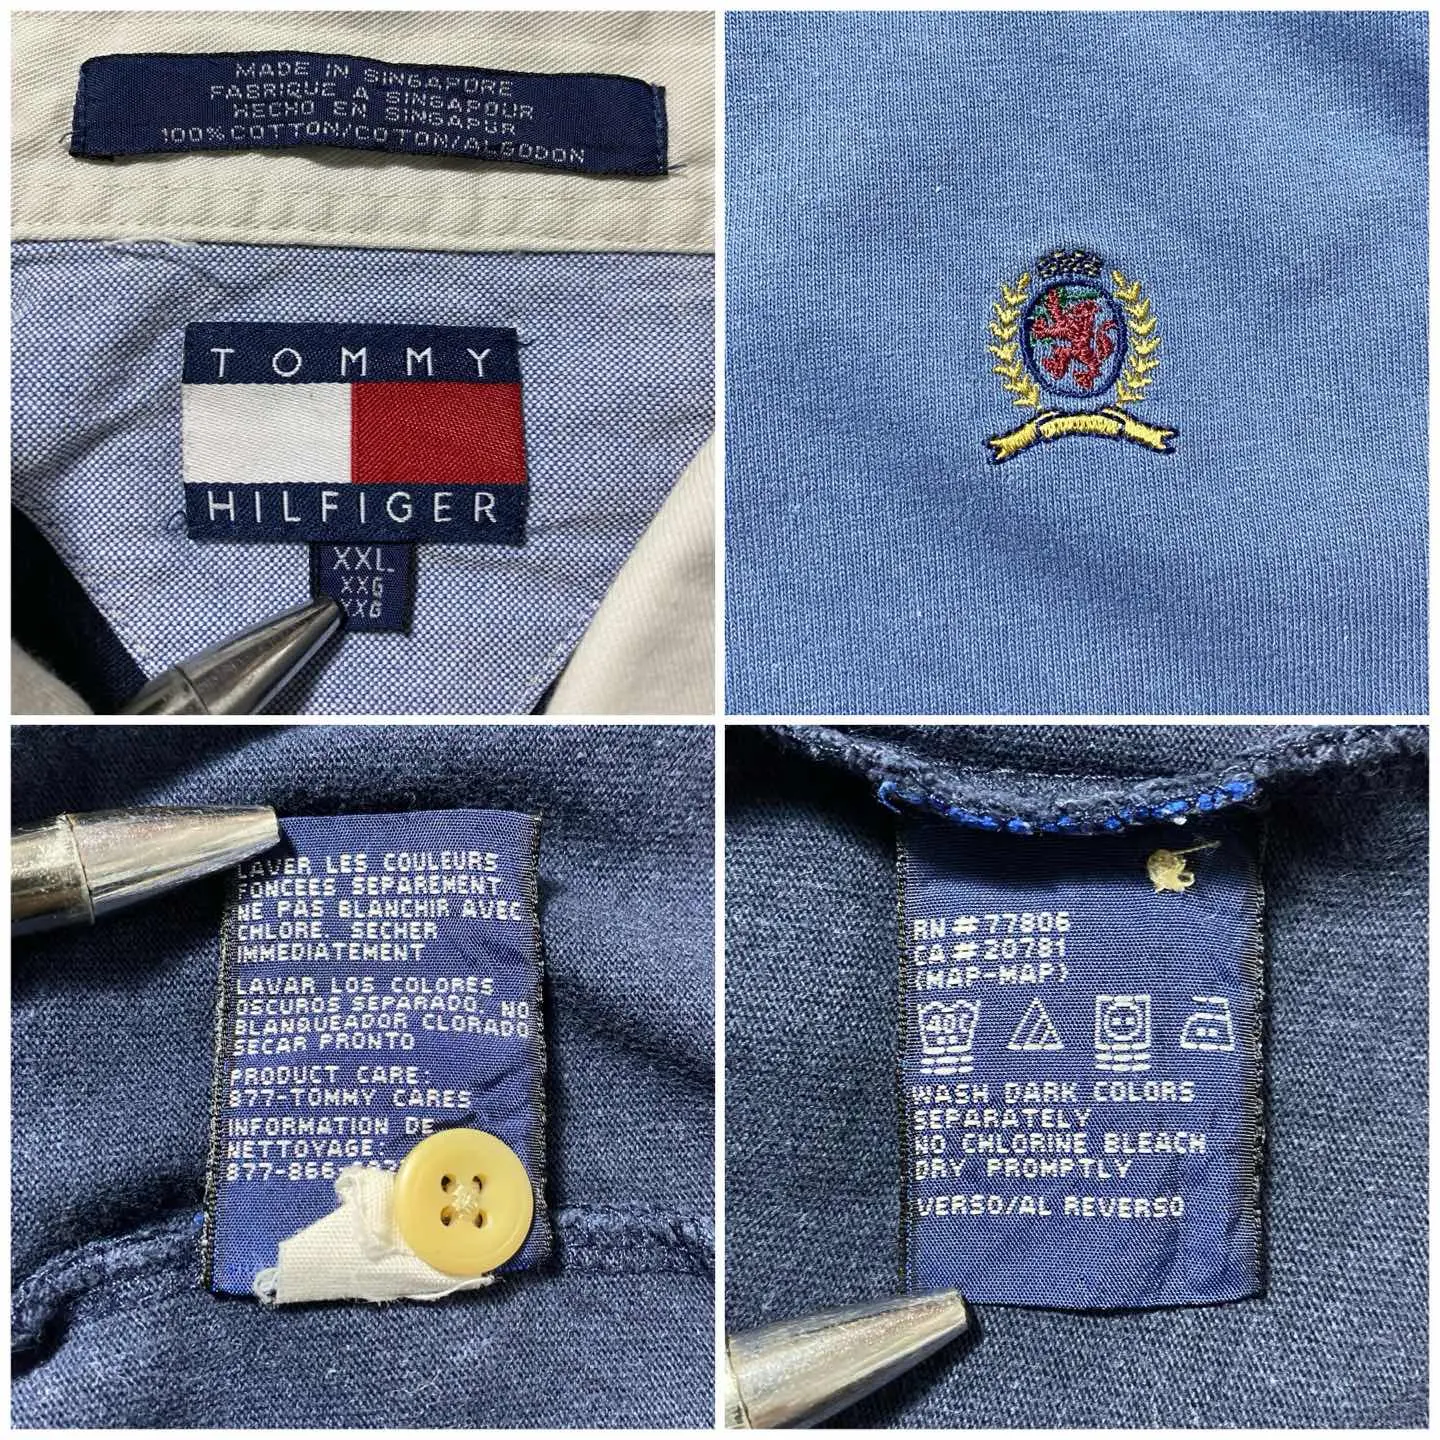 MADE IN SINGAPORE
FABRIQUE A SINGAPOUR
HECHO EN SINGAPUR
100% COTTON/COTON/ALGODON
TOMMY
HILFIGER
XXL
XXG
XXG
LAVER LES COULEURS
FONCEES SEPAREMENT
NE PAS BLANCHIR AVEC
CHLORE. SECHER
IMMEDIATEMENT
LAVAR LOS COLORES
OSCUROS SEPARADO. NO
BLANQUEADOR CLORADO
SECAR PRONTO
PRODUCT CARE:
877-TOMMY CARES
INFORMATION DE
NETTOYAGE:
877-866
RN #77806
CA #20781
(MAP-MAP)
40C
WASH DARK COLORS
SEPARATELY
NO CHLORINE BLEACH
DRY PROMPTLY
VERSO/AL REVERSO